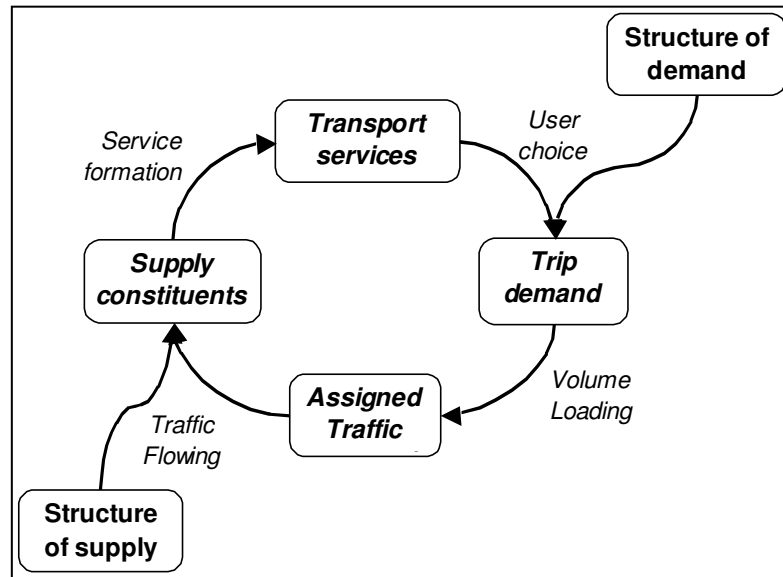 Structure of
demand
Transport
services
User
choice
Service
formation
Supply
constituents
Trip
demand
Volume
Loading
Assigned
Traffic
Traffic
Flowing
Structure
of supply